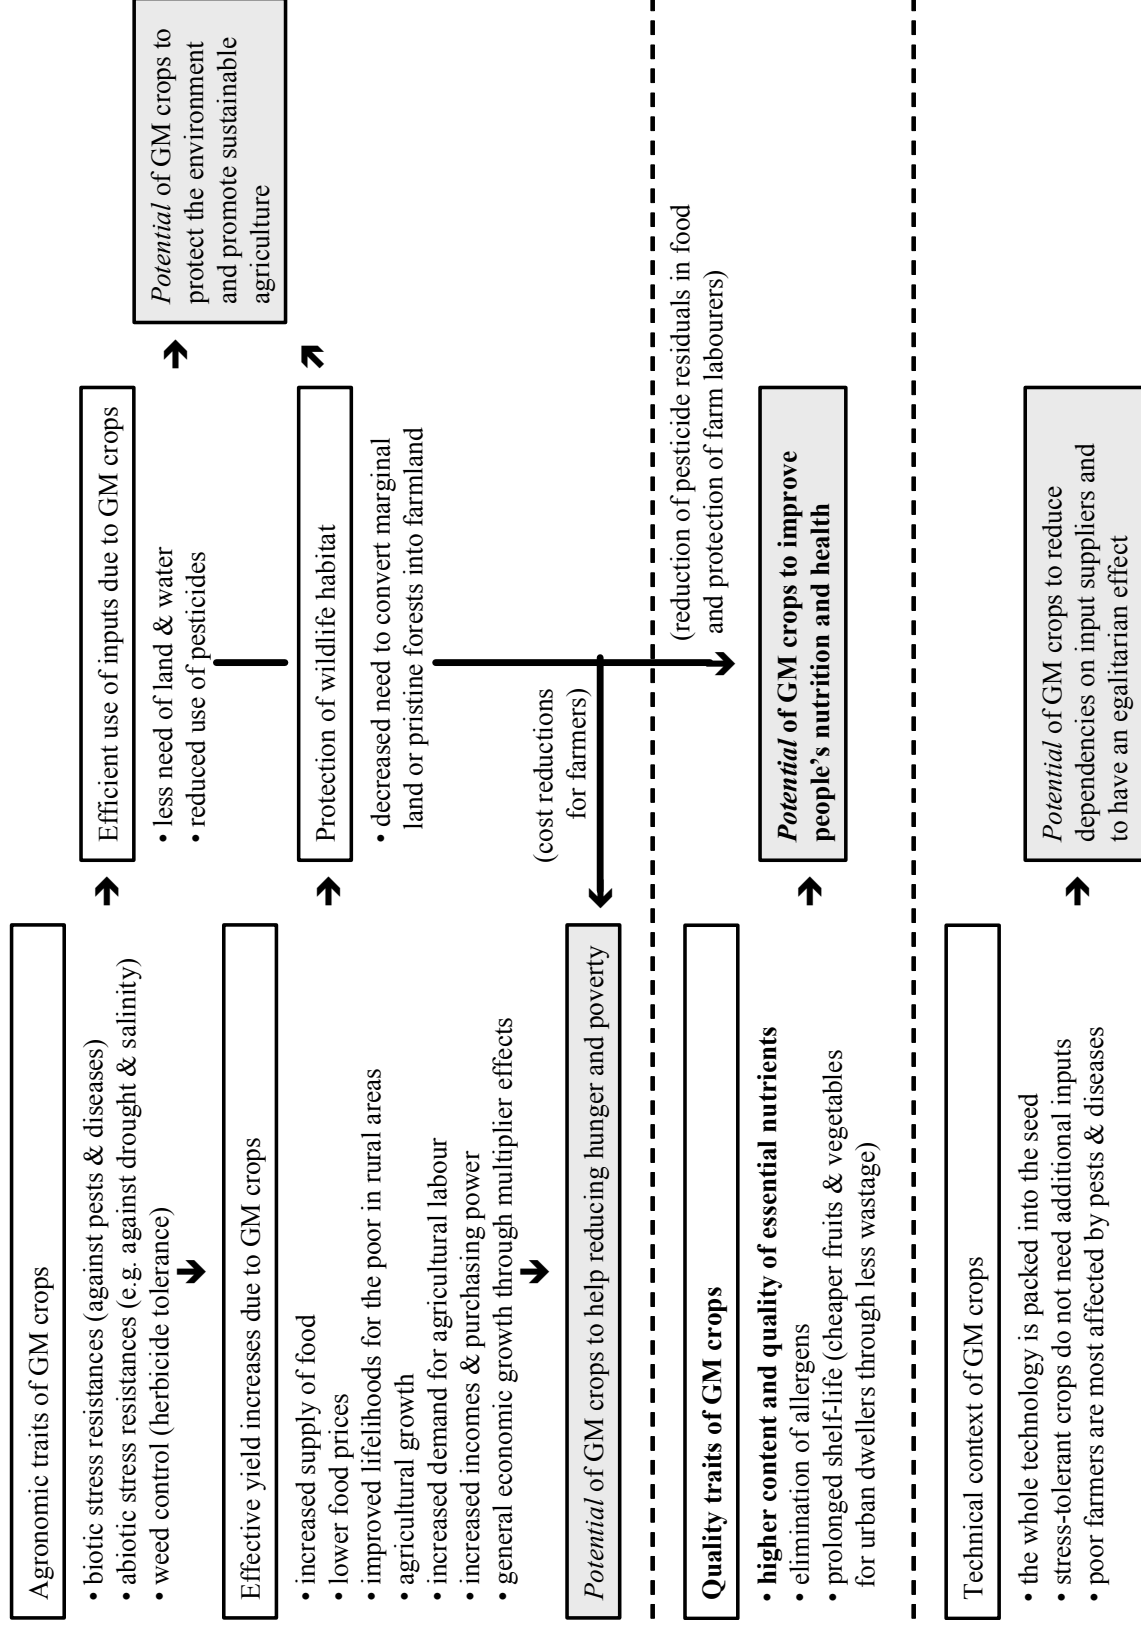 Agronomic traits of GM crops
• biotic stress resistances (against pests & diseases)
• abiotic stress resistances (e.g. against drought & salinity)
• weed control (herbicide tolerance)
Efficient use of inputs due to GM crops
• less need of land & water
• reduced use of pesticides
Potential of GM crops to
protect the environment
and promote sustainable
agriculture
Effective yield increases due to GM crops
• increased supply of food
• lower food prices
• improved livelihoods for the poor in rural areas
• agricultural growth
• increased demand for agricultural labour
• increased incomes & purchasing power
• general economic growth through multiplier effects
Protection of wildlife habitat
• decreased need to convert marginal
land or pristine forests into farmland
(cost reductions
for farmers)
Potential of GM crops to help reducing hunger and poverty
(reduction of pesticide residuals in food
and protection of farm labourers)
Quality traits of GM crops
• higher content and quality of essential nutrients
• elimination of allergens
• prolonged shelf-life (cheaper fruits & vegetables
for urban dwellers through less wastage)
Potential of GM crops to improve
people’s nutrition and health
Technical context of GM crops
• the whole technology is packed into the seed
• stress-tolerant crops do not need additional inputs
• poor farmers are most affected by pests & diseases
Potential of GM crops to reduce
dependencies on input suppliers and
to have an egalitarian effect